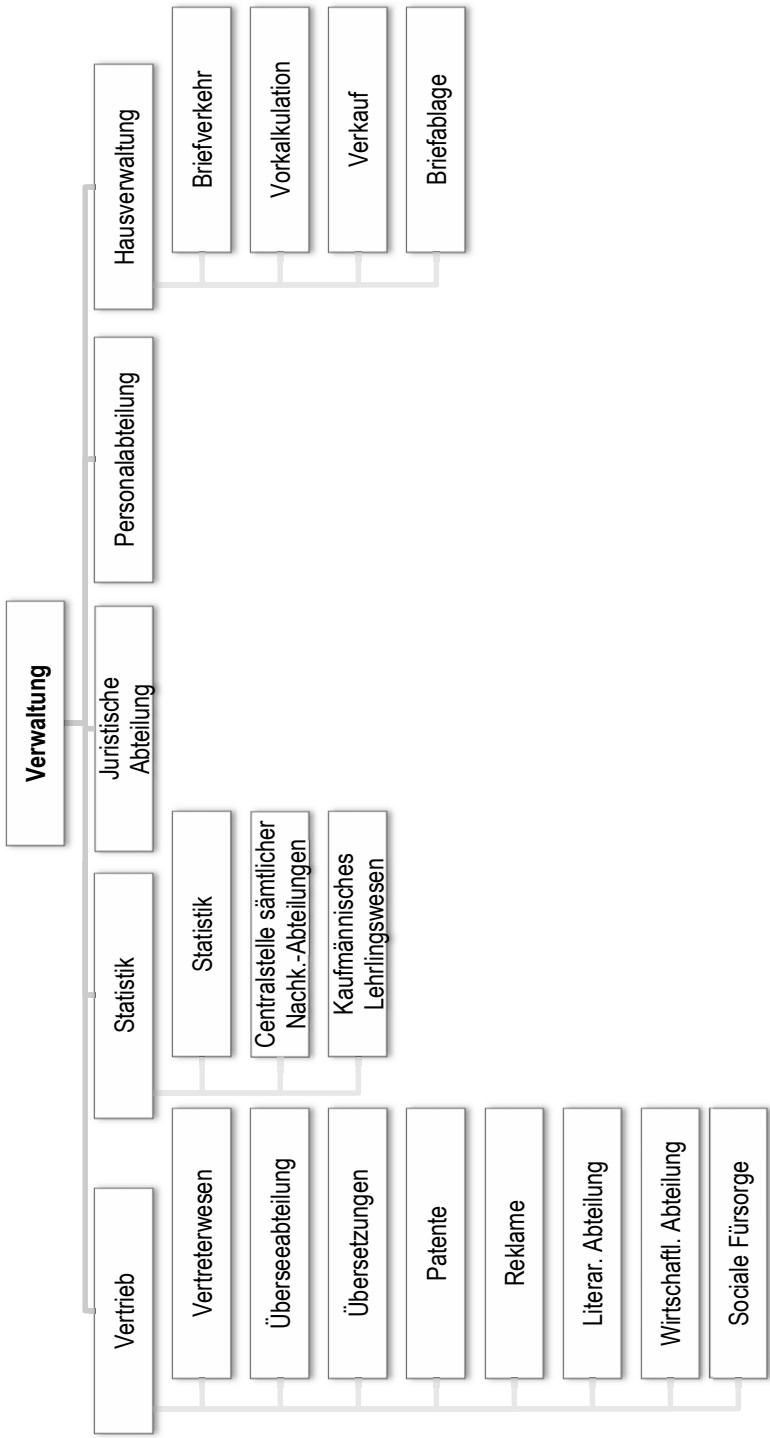 Verwaltung
Vertrieb
Vertreterwesen
Überseeabteilung
Übersetzungen
Patente
Reklame
Literar. Abteilung
Wirtschaftl. Abteilung
Sociale Fürsorge
Statistik
Statistik
Centralstelle sämtlicher
Nachk.-Abteilungen
Kaufmännisches
Lehrlingswesen
Juristische
Abteilung
Personalabteilung
Hausverwaltung
Briefverkehr
Vorkalkulation
Verkauf
Briefablage